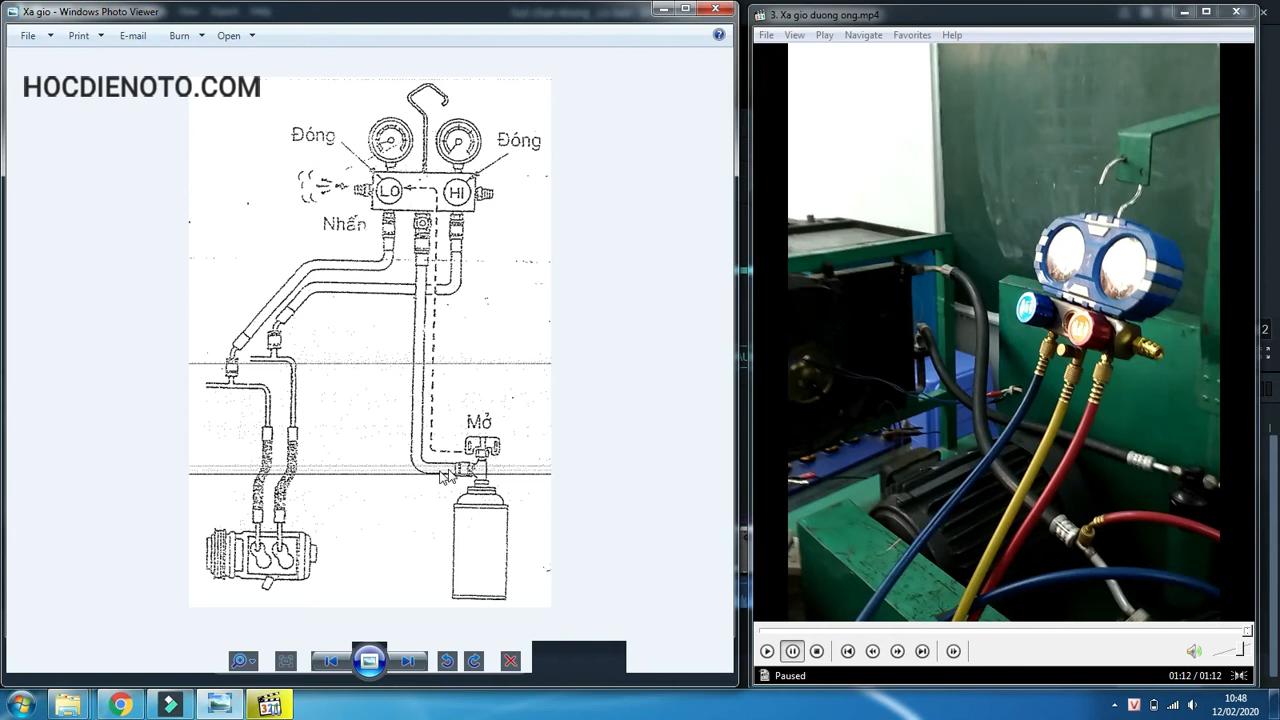 Xa gio - Windows Photo Viewer
File Print E-mail Burn Open
HOCDIENOTO.COM
Đóng
Đóng
LO
HI
Nhấn
Mở
3. Xa gio duong ong.mp4
File View Play Navigate Favorites Help
Paused
01:12 / 01:12
321
V
10:48
12/02/2020